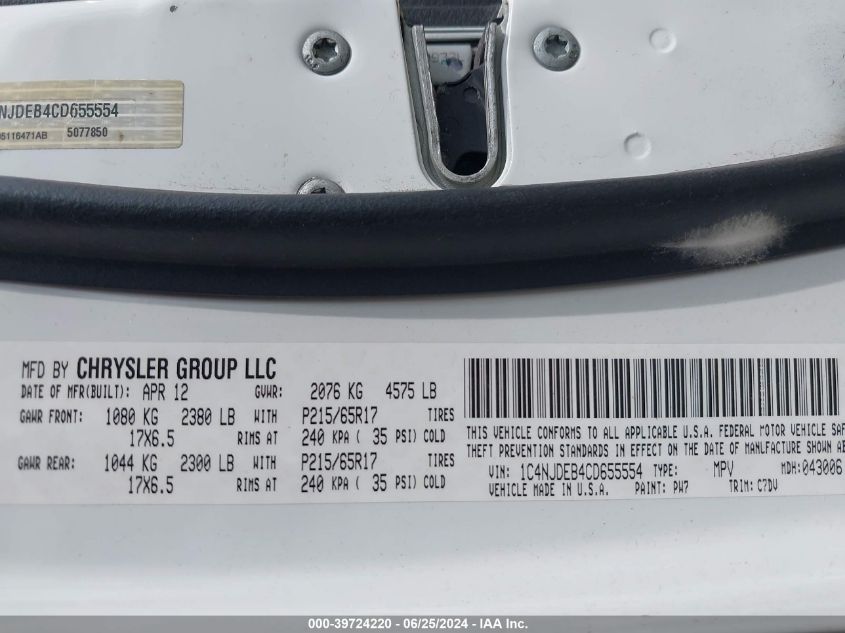 NJDEB4CD655554
05116471AB 5077850
MFD BY CHRYSLER GROUP LLC
DATE OF MFR(BUILT): APR 12 GVWR: 2076 KG 4575 LB
GAWR FRONT: 1080 KG 2380 LB WITH P215/65R17 TIRES
17X6.5 RIMS AT 240 KPA ( 35 PSI) COLD
GAWR REAR: 1044 KG 2300 LB WITH P215/65R17 TIRES
17X6.5 RIMS AT 240 KPA ( 35 PSI) COLD
THIS VEHICLE CONFORMS TO ALL APPLICABLE U.S.A. FEDERAL MOTOR VEHICLE SAF
THEFT PREVENTION STANDARDS IN EFFECT ON THE DATE OF MANUFACTURE SHOWN AB
VIN: 1C4NJDEB4CD655554 TYPE: MPV MDH:043006
VEHICLE MADE IN U.S.A. PAINT: PW7 TRIM: C7DV
000-39724220 - 06/25/2024 - IAA Inc.